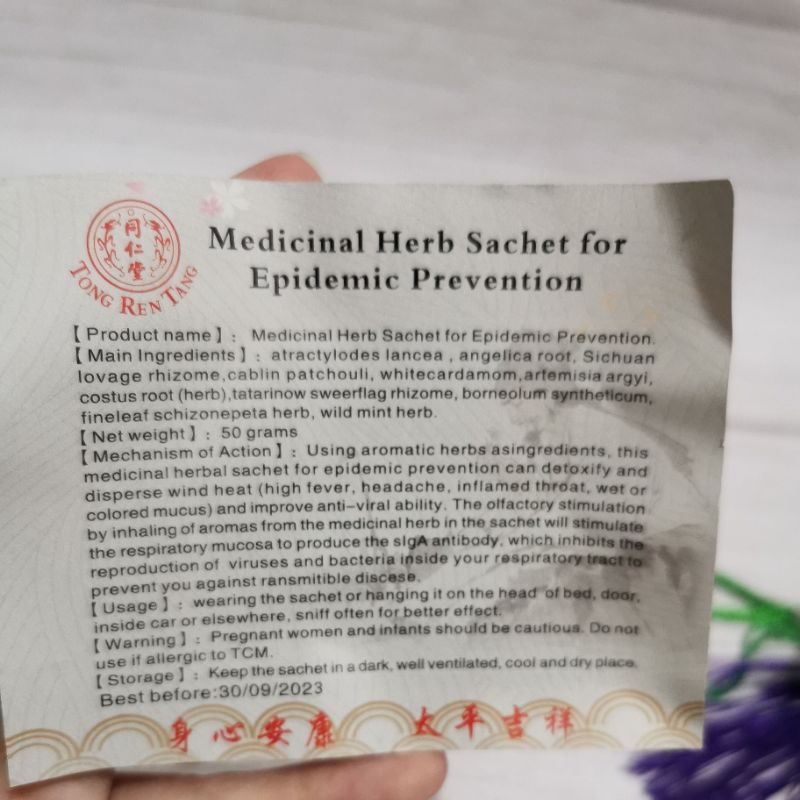 同仁堂
TONG REN TANG
Medicinal Herb Sachet for
Epidemic Prevention
【Product name】: Medicinal Herb Sachet for Epidemic Prevention.
【Main Ingredients】: atractylodes lancea , angelica root, Sichuan
lovage rhizome,cablin patchouli, whitecardamom,artemisia argyi,
costus root (herb),tatarinow sweerflag rhizome, borneolum syntheticum,
fineleaf schizonepeta herb, wild mint herb.
【Net weight】: 50 grams
【Mechanism of Action】: Using aromatic herbs asingredients, this
medicinal herbal sachet for epidemic prevention can detoxify and
disperse wind heat (high fever, headache, inflamed throat, wet or
colored mucus) and improve anti-viral ability. The olfactory stimulation
by inhaling of aromas from the medicinal herb in the sachet will stimulate
the respiratory mucosa to produce the sIgA antibody, which inhibits the
reproduction of viruses and bacteria inside your respiratory tract to
prevent you against ransmitible discese.
【Usage】: wearing the sachet or hanging it on the head of bed, door,
inside car or elsewhere, sniff often for better effect.
【Warning】: Pregnant women and infants should be cautious. Do not
use if allergic to TCM.
【Storage】: Keep the sachet in a dark, well ventilated, cool and dry place.
Best before:30/09/2023
身心安康 太平吉祥